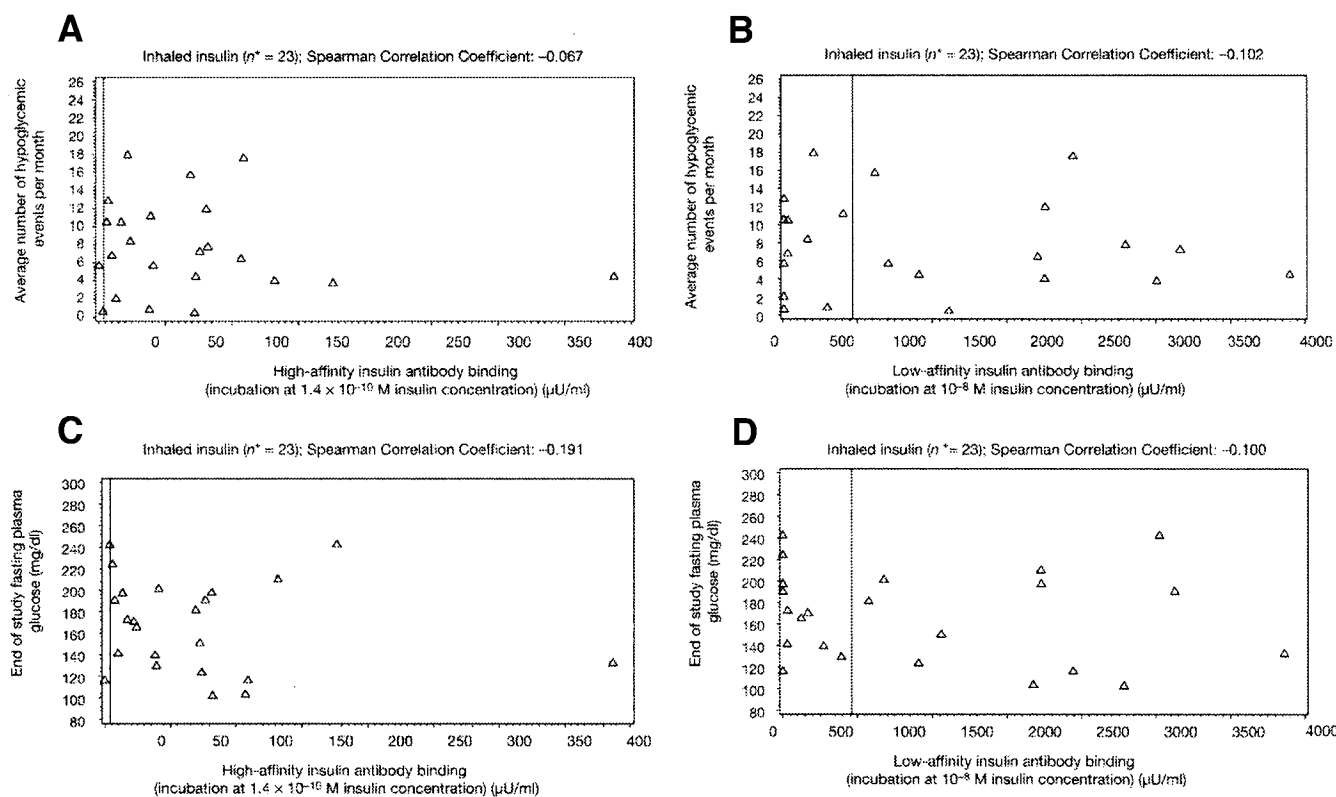 A
Inhaled insulin (n* = 23); Spearman Correlation Coefficient: –0.067
Average number of hypoglycemic
events per month
26
24
22
20
18
16
14
12
10
8
6
4
2
0
0 50 100 150 200 250 300 350 400
High-affinity insulin antibody binding
(incubation at 1.4 × 10⁻¹⁰ M insulin concentration) (µU/ml)
B
Inhaled insulin (n* = 23); Spearman Correlation Coefficient: –0.102
Average number of hypoglycemic
events per month
26
24
22
20
18
16
14
12
10
8
6
4
2
0
0 500 1000 1500 2000 2500 3000 3500 4000
Low-affinity insulin antibody binding
(incubation at 10⁻⁸ M insulin concentration) (µU/ml)
C
Inhaled insulin (n* = 23); Spearman Correlation Coefficient: –0.191
End of study fasting plasma
glucose (mg/dl)
300
280
260
240
220
200
180
160
140
120
100
80
0 50 100 150 200 250 300 350 400
High-affinity insulin antibody binding
(incubation at 1.4 × 10⁻¹⁰ M insulin concentration) (µU/ml)
D
Inhaled insulin (n *= 23); Spearman Correlation Coefficient: –0.100
End of study fasting plasma
glucose (mg/dl)
300
280
260
240
220
200
180
160
140
120
100
80
0 500 1000 1500 2000 2500 3000 3500 4000
Low-affinity insulin antibody binding
(incubation at 10⁻⁸ M insulin concentration) (µU/ml)